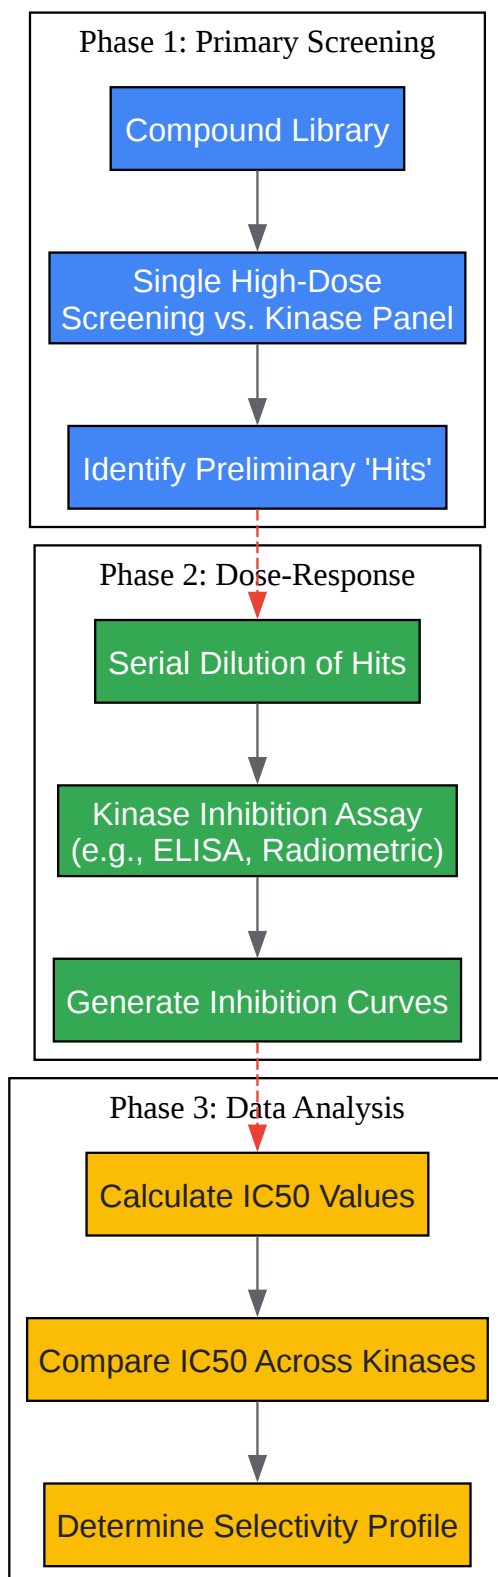 Phase 1: Primary Screening
Compound Library
Single High-Dose
Screening vs. Kinase Panel
Identify Preliminary 'Hits'
Phase 2: Dose-Response
Serial Dilution of Hits
Kinase Inhibition Assay
(e.g., ELISA, Radiometric)
Generate Inhibition Curves
Phase 3: Data Analysis
Calculate IC50 Values
Compare IC50 Across Kinases
Determine Selectivity Profile